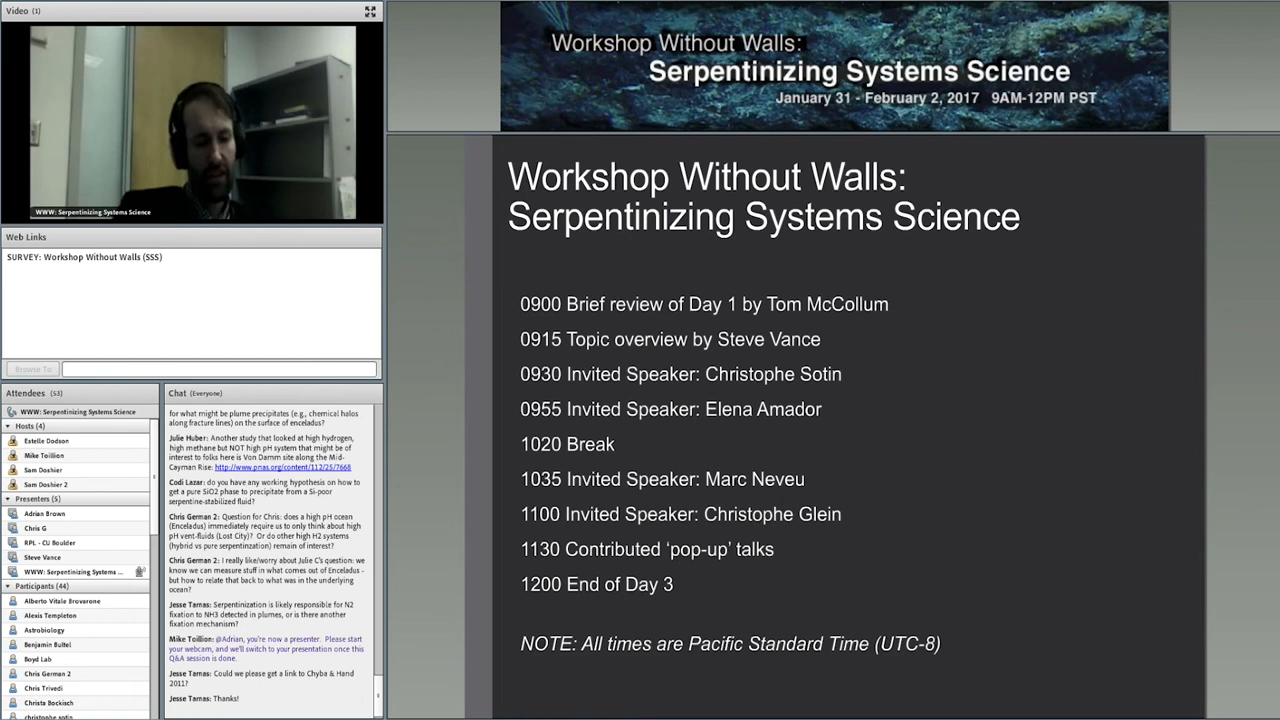 Video (1)
WWW: Serpentinizing Systems Science
Web Links
SURVEY: Workshop Without Walls (SSS)
Browse To
Attendees (53)
WWW: Serpentinizing Systems Science
Hosts (4)
Estelle Dodson
Mike Toillion
Sam Doshier
Sam Doshier 2
Presenters (5)
Adrian Brown
Chris G
RPL - CU Boulder
Steve Vance
WWW: Serpentinizing Systems ...
Participants (44)
Alberto Vitale Brovarone
Alexis Templeton
Astrobiology
Benjamin Bultel
Boyd Lab
Chris German 2
Chris Trivedi
Christa Bockisch
christophe sotin
Chat (Everyone)
for what might be plume precipitates (e.g., chemical halos
along fracture lines) on the surface of enceladus?
Julie Huber: Another study that looked at high hydrogen,
high methane but NOT high pH system that might be of
interest to folks here is Von Damm site along the Mid-
Cayman Rise: http://www.pnas.org/content/112/25/7668
Codi Lazar: do you have any working hypothesis on how to
get a pure SiO2 phase to precipitate from a Si-poor
serpentine-stabilized fluid?
Chris German 2: Question for Chris: does a high pH ocean
(Enceladus) immediately require us to only think about high
pH vent-fluids (Lost City)? Or do other high H2 systems
(hybrid vs pure serpentinzation) remain of interest?
Chris German 2: I really like/worry about Julie C's question: we
know we can measure stuff in what comes out of Enceladus -
but how to relate that back to what was in the underlying
ocean?
Jesse Tarnas: Serpentinization is likely responsible for N2
fixation to NH3 detected in plumes, or is there another
fixation mechanism?
Mike Toillion: @Adrian, you're now a presenter. Please start
your webcam, and we'll switch to your presentation once this
Q&A session is done.
Jesse Tarnas: Could we please get a link to Chyba & Hand
2011?
Jesse Tarnas: Thanks!
Workshop Without Walls:
Serpentinizing Systems Science
January 31 - February 2, 2017 9AM-12PM PST
Workshop Without Walls:
Serpentinizing Systems Science
0900 Brief review of Day 1 by Tom McCollum
0915 Topic overview by Steve Vance
0930 Invited Speaker: Christophe Sotin
0955 Invited Speaker: Elena Amador
1020 Break
1035 Invited Speaker: Marc Neveu
1100 Invited Speaker: Christophe Glein
1130 Contributed ‘pop-up’ talks
1200 End of Day 3
NOTE: All times are Pacific Standard Time (UTC-8)